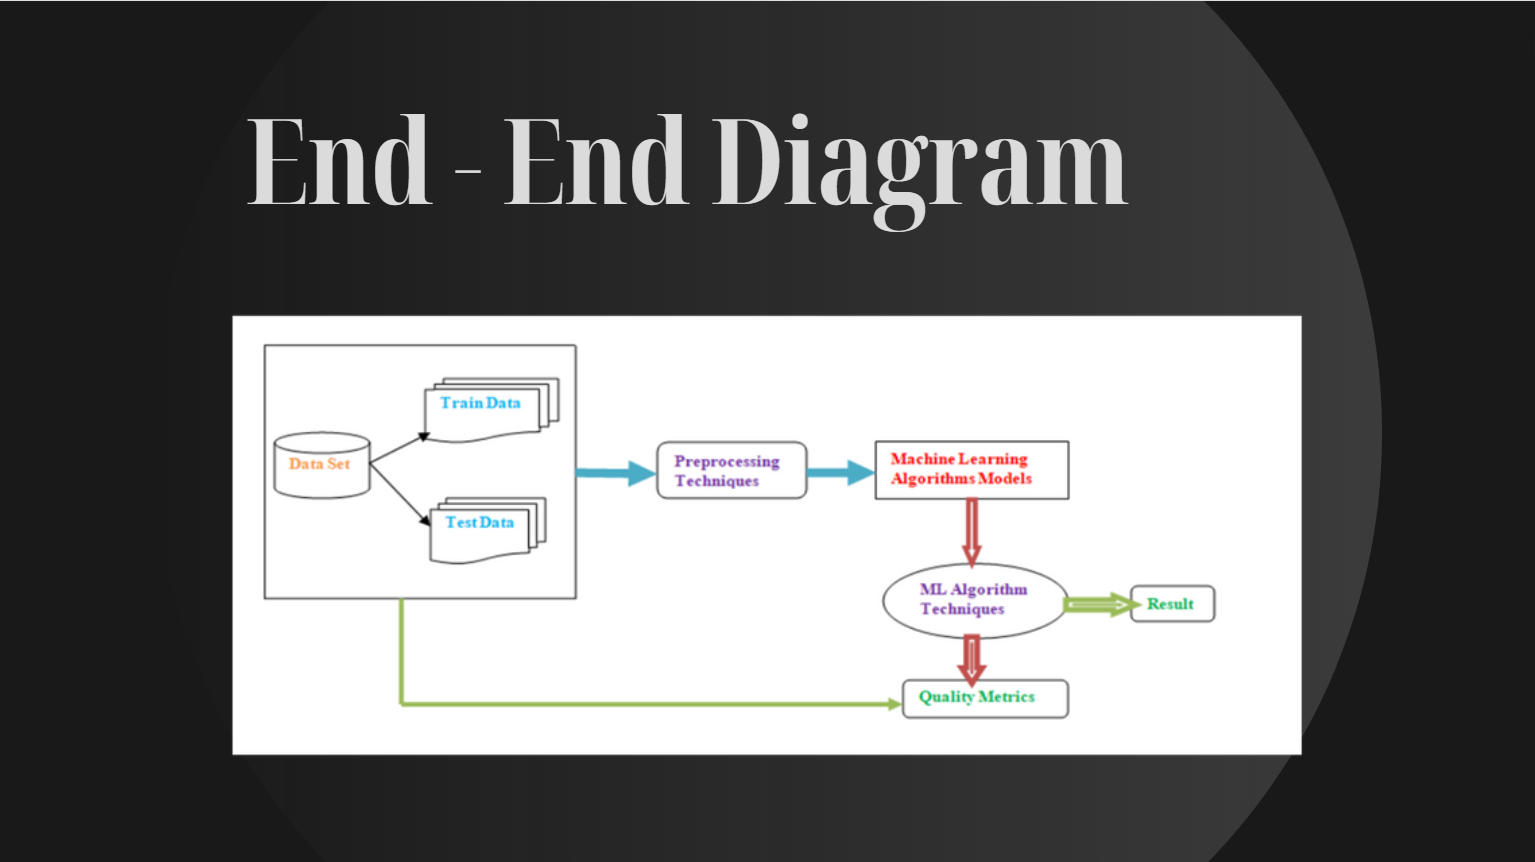 End - End Diagram
Train Data
Data Set
Test Data
Preprocessing
Techniques
Machine Learning
Algorithms Models
ML Algorithm
Techniques
Result
Quality Metrics